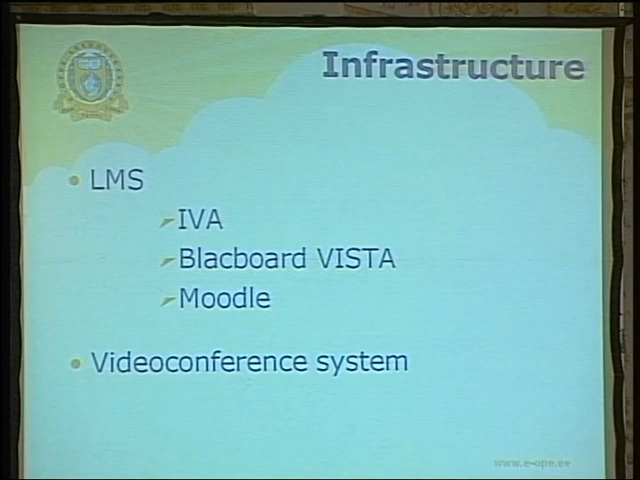 Infrastructure
LMS
IVA
Blacboard VISTA
Moodle
Videoconference system
www.e-ope.ee